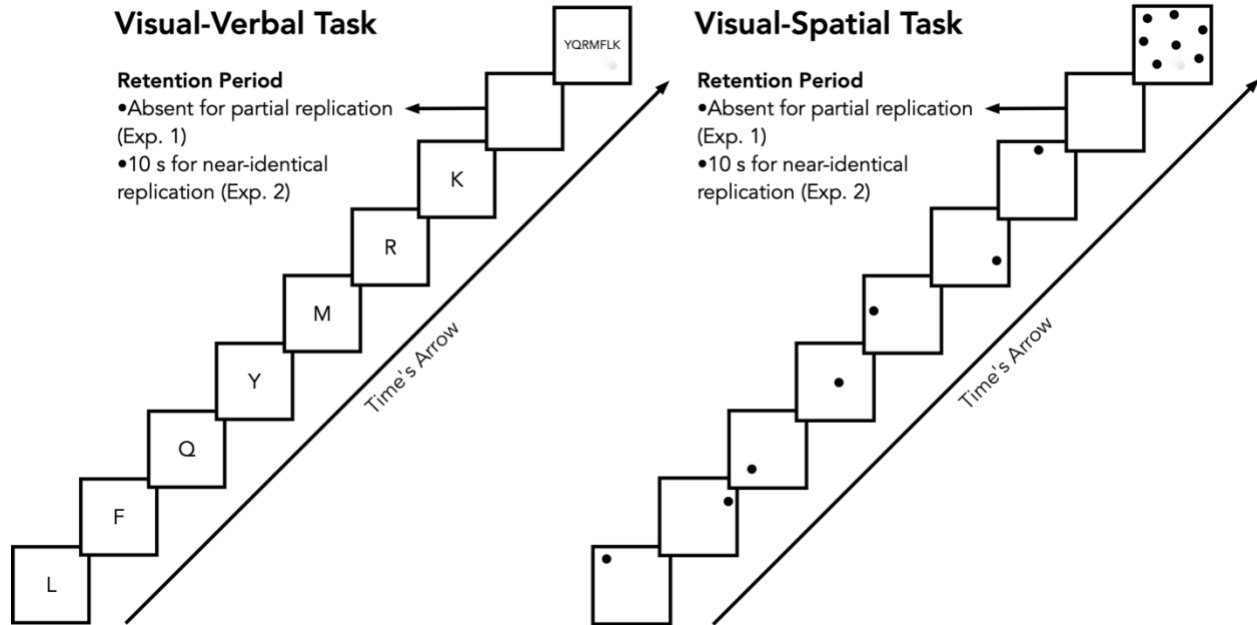 Visual-Verbal Task
Retention Period
•Absent for partial replication
(Exp. 1)
•10 s for near-identical
replication (Exp. 2)
YQRMFLK
K
R
M
Y
Q
F
L
Time's Arrow
Visual-Spatial Task
Retention Period
•Absent for partial replication
(Exp. 1)
•10 s for near-identical
replication (Exp. 2)
Time's Arrow